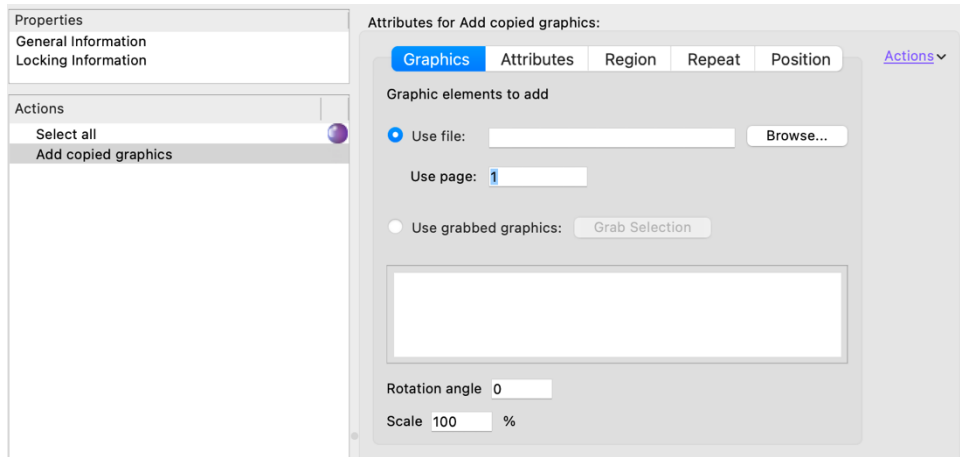 Properties
General Information
Locking Information
Actions
Select all
Add copied graphics
Attributes for Add copied graphics:
Graphics Attributes Region Repeat Position
Actions
Graphic elements to add
Use file: Browse...
Use page: 1
Use grabbed graphics: Grab Selection
Rotation angle 0
Scale 100 %